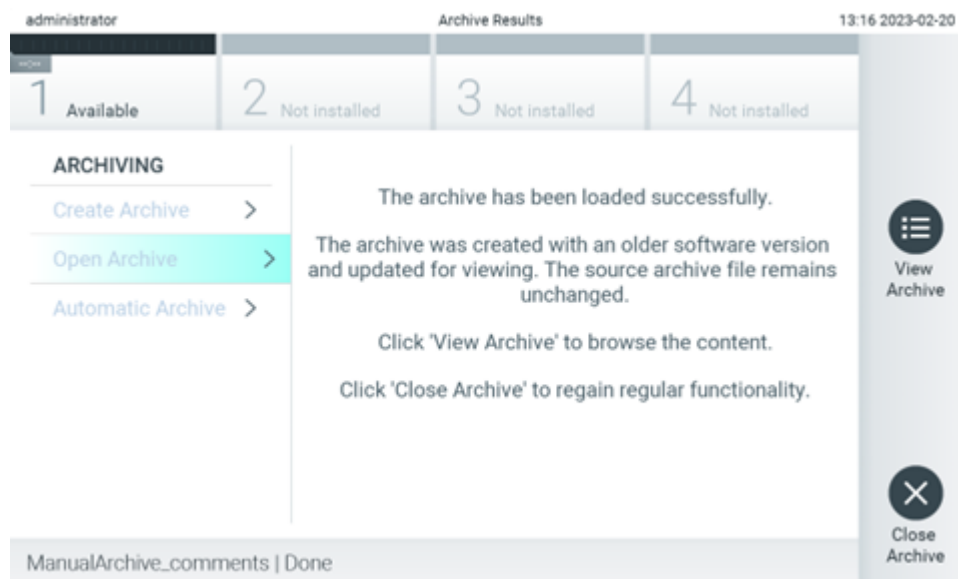 administrator
Archive Results
13:16 2023-02-20
1 Available
2 Not installed
3 Not installed
4 Not installed
ARCHIVING
Create Archive
Open Archive
Automatic Archive
The archive has been loaded successfully.
The archive was created with an older software version
and updated for viewing. The source archive file remains
unchanged.
Click 'View Archive' to browse the content.
Click 'Close Archive' to regain regular functionality.
View
Archive
Close
Archive
ManualArchive_comments | Done